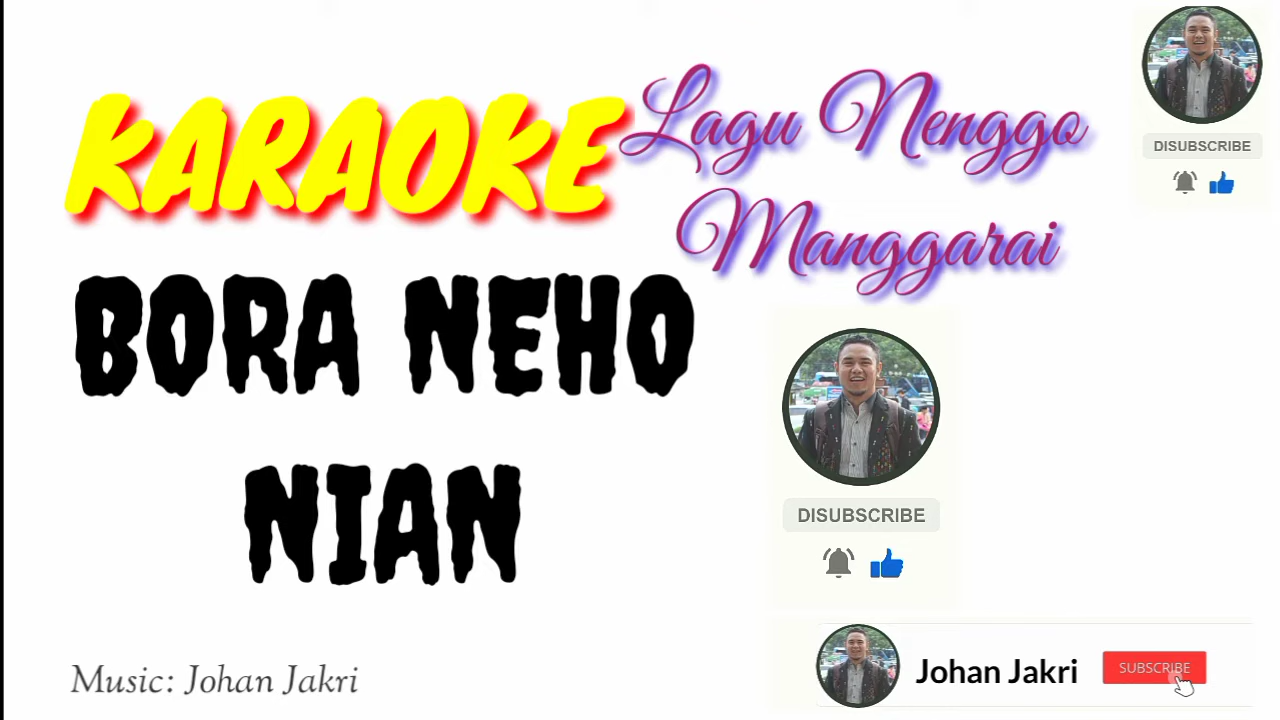 KARAOKE
Lagu Nenggo
Manggarai
BORA NEHO
NIAN
Music: Johan Jakri
DISUBSCRIBE
DISUBSCRIBE
Johan Jakri
SUBSCRIBE